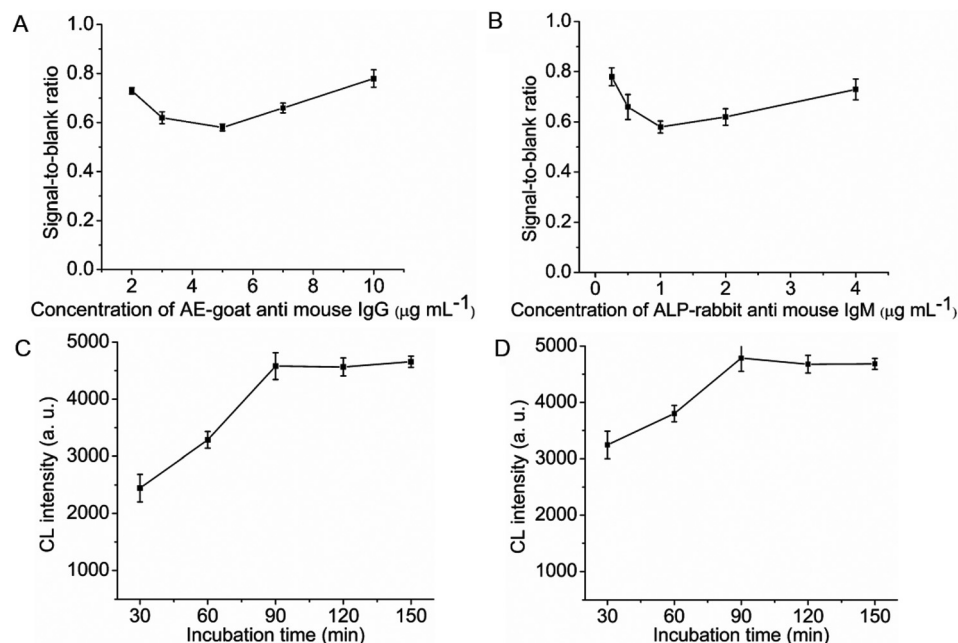 A
1.0
0.8
0.6
0.4
0.2
0.0
Signal-to-blank ratio
2 4 6 8 10
Concentration of AE-goat anti mouse IgG (μg mL⁻¹)
B
1.0
0.8
0.6
0.4
0.2
0.0
Signal-to-blank ratio
0 1 2 3 4
Concentration of ALP-rabbit anti mouse IgM (μg mL⁻¹)
C
5000
4000
3000
2000
1000
CL intensity (a. u.)
30 60 90 120 150
Incubation time (min)
D
5000
4000
3000
2000
1000
CL intensity (a. u.)
30 60 90 120 150
Incubation time (min)